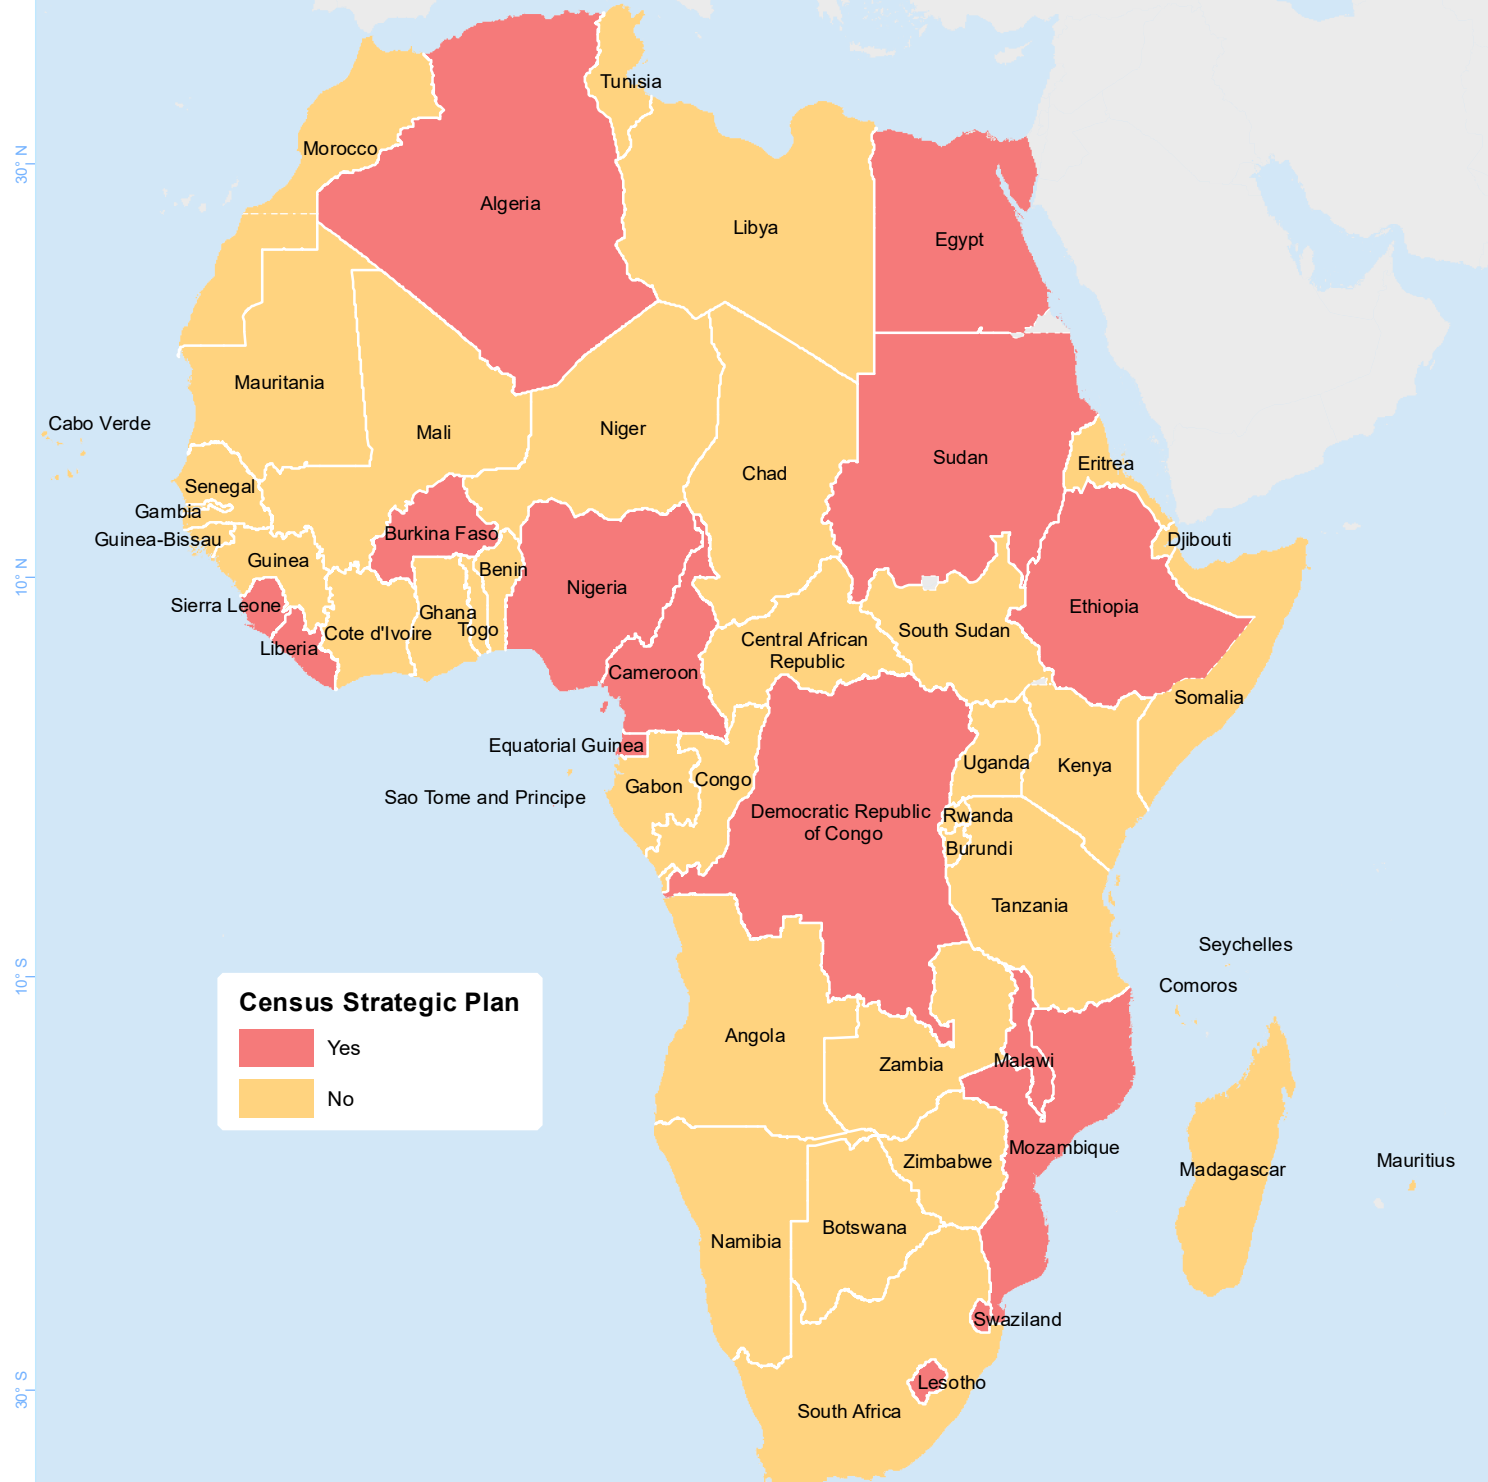 Tunisia
30° N
Morocco
Algeria
Libya
Egypt
Mauritania
Cabo Verde
Mali
Niger
Chad
Sudan
Eritrea
Senegal
Gambia
Guinea-Bissau
Burkina Faso
Djibouti
Guinea
Benin
10° N
Nigeria
Sierra Leone
Ghana
Ethiopia
Liberia
Cote d'Ivoire
Togo
South Sudan
Central African
Republic
Cameroon
Somalia
Equatorial Guinea
Uganda
Kenya
Gabon
Congo
Sao Tome and Principe
Democratic Republic
of Congo
Rwanda
Burundi
Tanzania
Seychelles
10° S
Comoros
Census Strategic Plan
Yes
No
Angola
Zambia
Malawi
Mozambique
Zimbabwe
Madagascar
Mauritius
Namibia
Botswana
Swaziland
30° S
Lesotho
South Africa